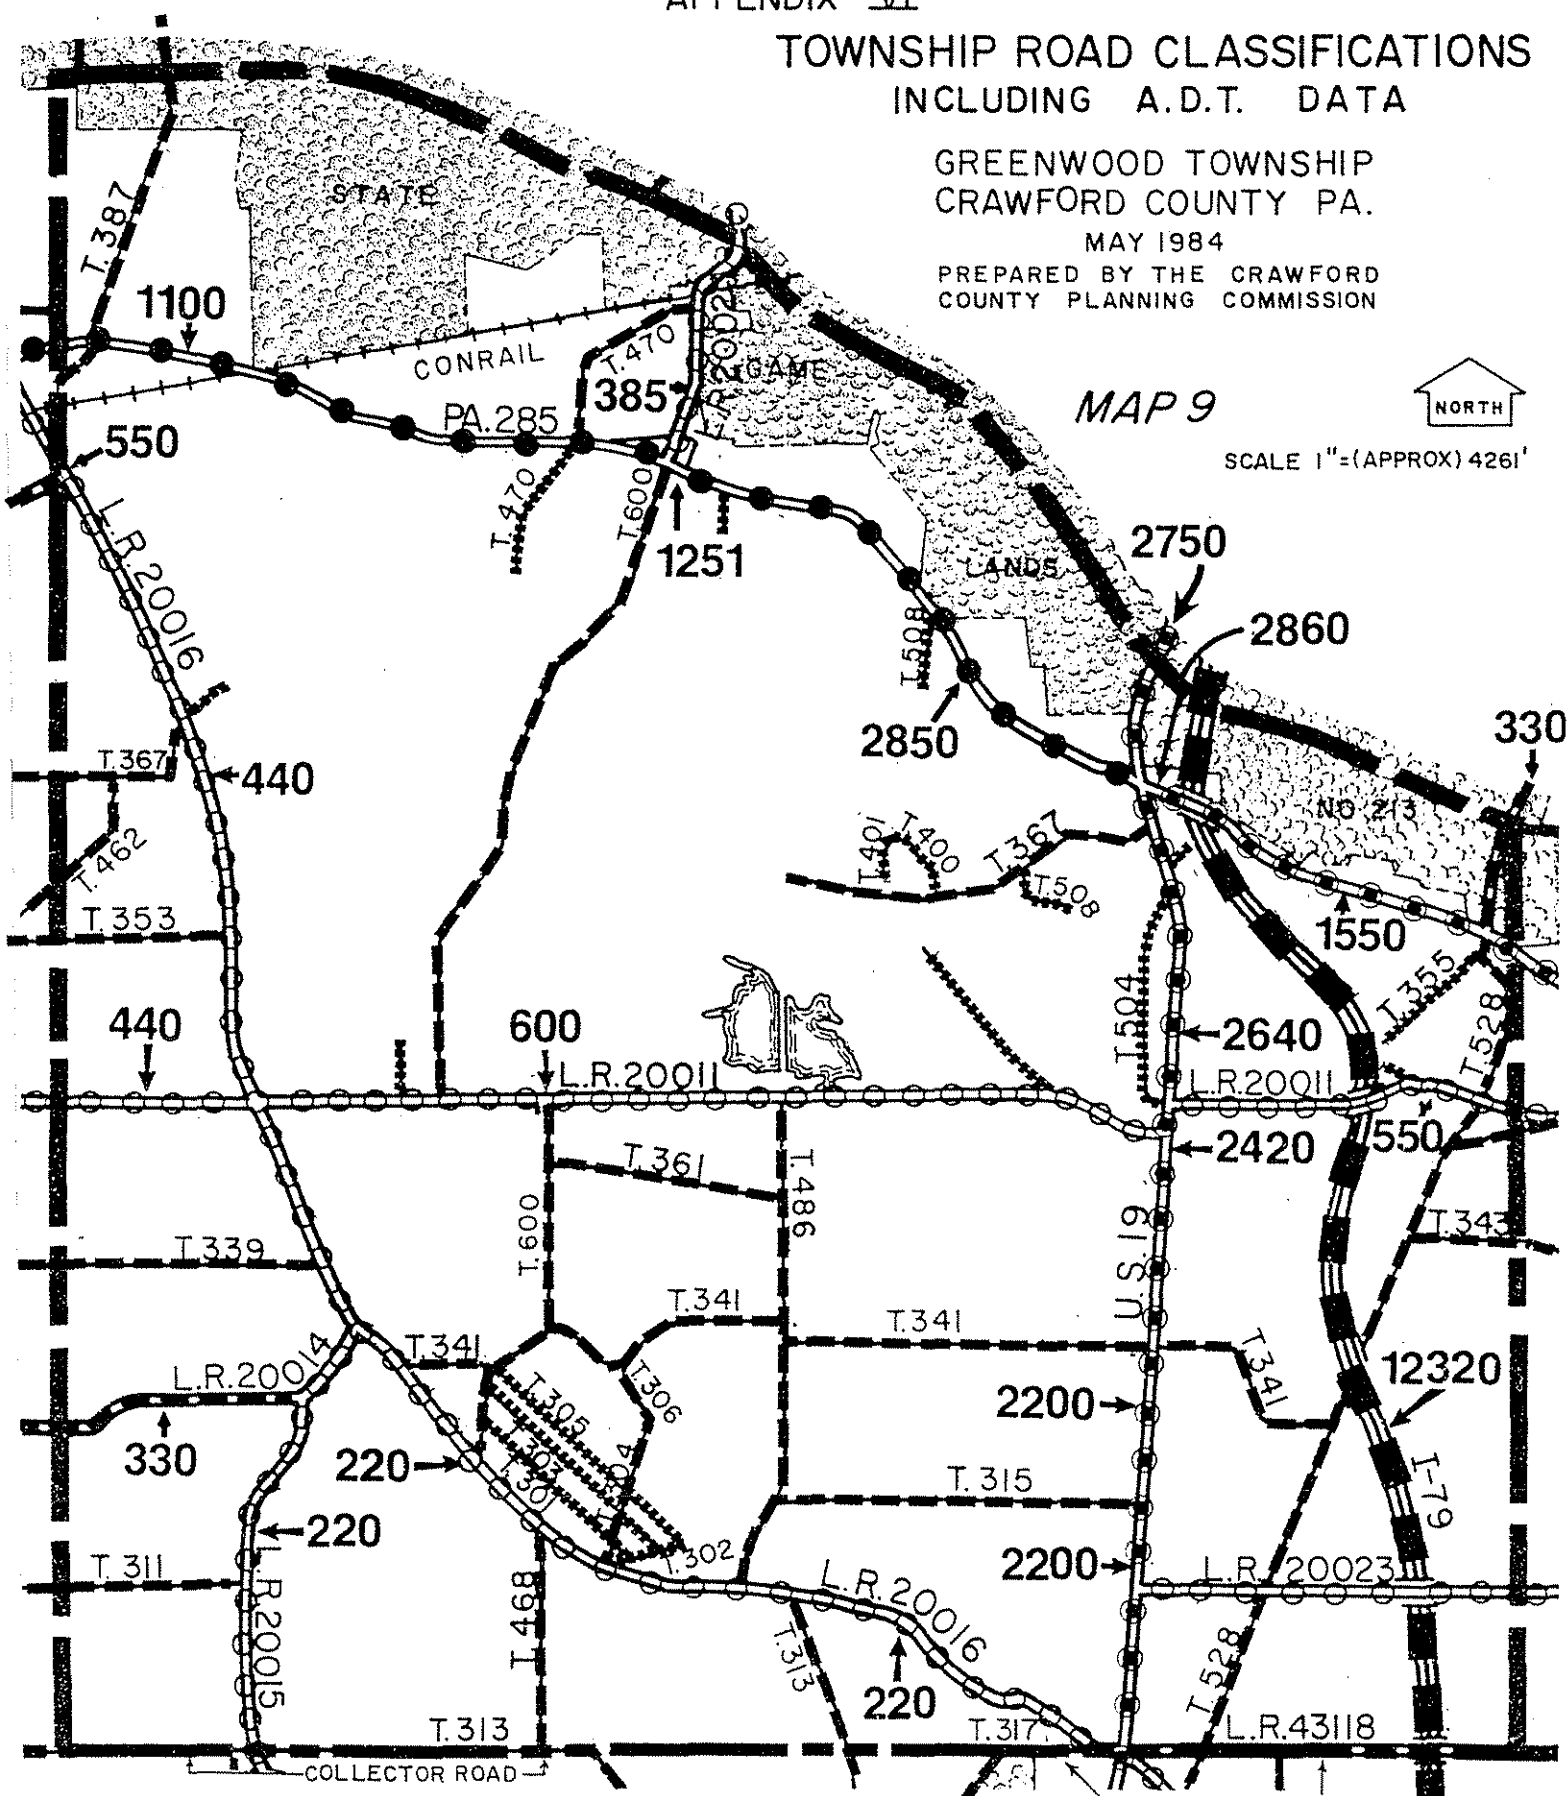 APPENDIX VI
TOWNSHIP ROAD CLASSIFICATIONS
INCLUDING A.D.T. DATA
GREENWOOD TOWNSHIP
CRAWFORD COUNTY PA.
MAY 1984
PREPARED BY THE CRAWFORD
COUNTY PLANNING COMMISSION
MAP 9
NORTH
SCALE 1"=(APPROX) 4261'
STATE
T.387
1100
CONRAIL
T.470
L.R.20021
GAME
385
PA.285
550
T.470
T.600
1251
L.R.20016
LANDS
2750
2860
T.508
2850
330
T.367
440
T.462
NO 213
T.401
T.400
T.367
T.508
T.353
1550
T.355
T.504
T.528
440
600
2640
L.R.20011
L.R.20011
550
2420
T.361
T.486
T.600
U.S.19
T.339
T.343
T.341
T.341
T.341
T.341
L.R.20014
12320
T.305
T.306
2200
330
220
T.303
T.301
304
T.315
I-79
220
T.302
2200
L.R. 20023
T. 311
L.R.20015
T.468
L.R.20016
T.313
220
T.528
T.313
T.317
L.R.43118
COLLECTOR ROAD